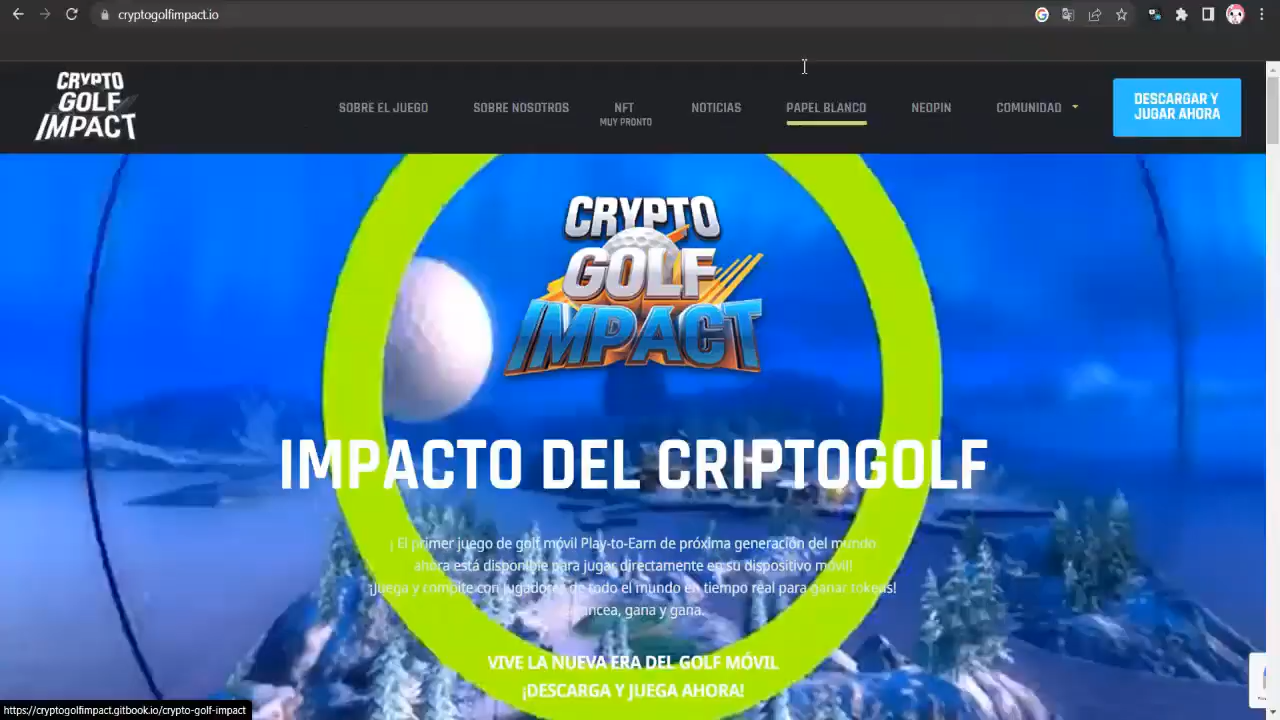 cryptogolfimpact.io
CRYPTO
GOLF
IMPACT
SOBRE EL JUEGO
SOBRE NOSOTROS
NFT
MUY PRONTO
NOTICIAS
PAPEL BLANCO
NEOPIN
COMUNIDAD
DESCARGAR Y
JUGAR AHORA
CRYPTO
GOLF
IMPACT
IMPACTO DEL CRIPTOGOLF
¡ El primer juego de golf móvil Play-to-Earn de próxima generación del mundo
ahora está disponible para jugar directamente en su dispositivo móvil!
¡Juega y compite con jugadores de todo el mundo en tiempo real para ganar tokens!
gana y gana.
VIVE LA NUEVA ERA DEL GOLF MÓVIL
¡DESCARGA Y JUEGA AHORA!
https://cryptogolfimpact.gitbook.io/crypto-golf-impact